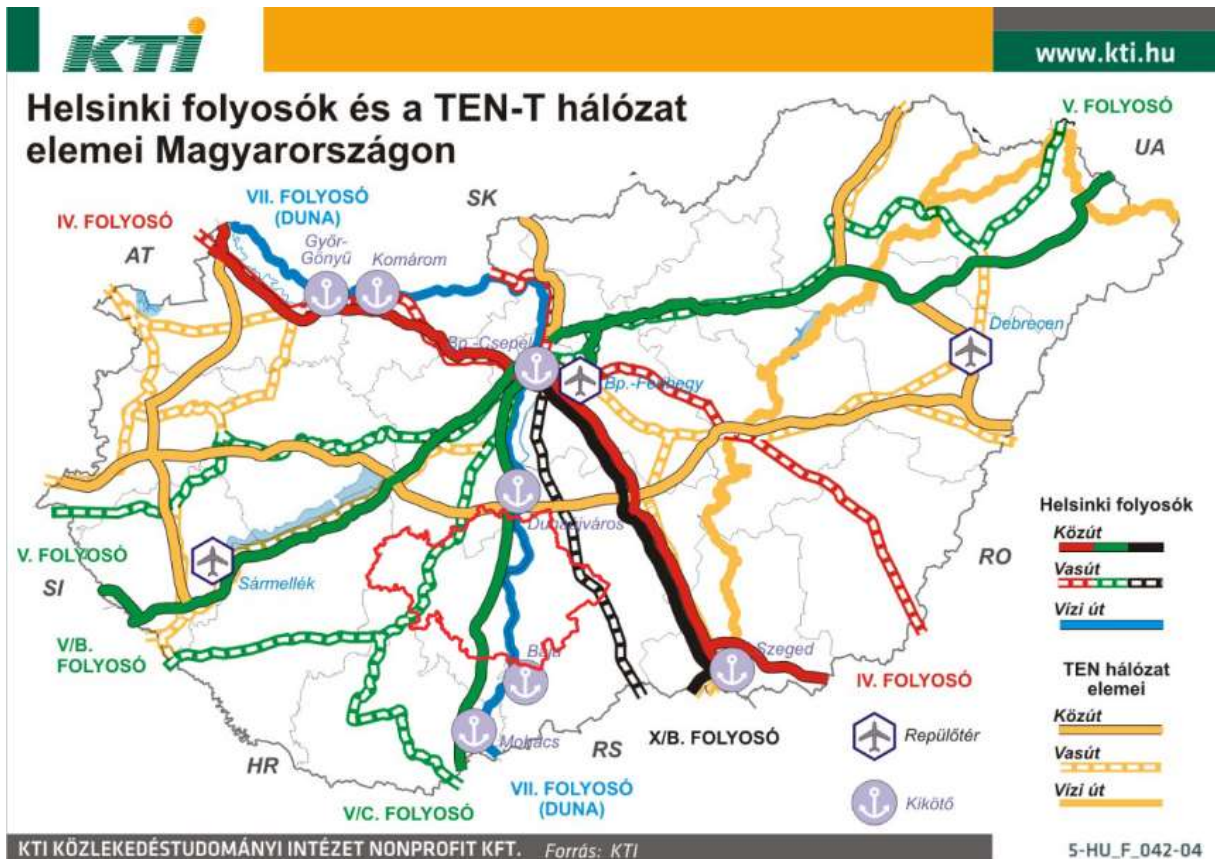 KTI
www.kti.hu
Helsinki folyosók és a TEN-T hálózat
elemei Magyarországon
V. FOLYOSÓ
UA
SK
VII. FOLYOSÓ
(DUNA)
IV. FOLYOSÓ
AT
Győr-
Gönyű
Komárom
Debrecen
Bp.-Csepel
Bp.-Ferihegy
Dunaújváros
Helsinki folyosók
Közút
Vasút
Vízi út
RO
V. FOLYOSÓ
SI
Sármellék
V/B.
FOLYOSÓ
Baja
Szeged
IV. FOLYOSÓ
TEN hálózat
elemei
Közút
Vasút
Vízi út
Repülőtér
Kikötő
Mohács
RS
X/B. FOLYOSÓ
HR
VII. FOLYOSÓ
(DUNA)
V/C. FOLYOSÓ
KTI KÖZLEKEDÉSTUDOMÁNYI INTÉZET NONPROFIT KFT. Forrás: KTI
5-HU_F_042-04